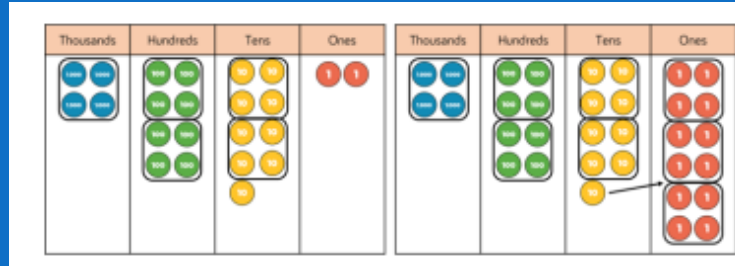 Thousands Hundreds Tens Ones Thousands Hundreds Tens Ones
1000 1000 100 100 10 10 1 1 1000 1000 100 100 10 10 1 1
1000 1000 100 100 10 10 1000 1000 100 100 10 10 1 1
100 100 10 10 100 100 10 10 1 1
100 100 10 10 100 100 10 10 1 1
10 10 1 1
1 1